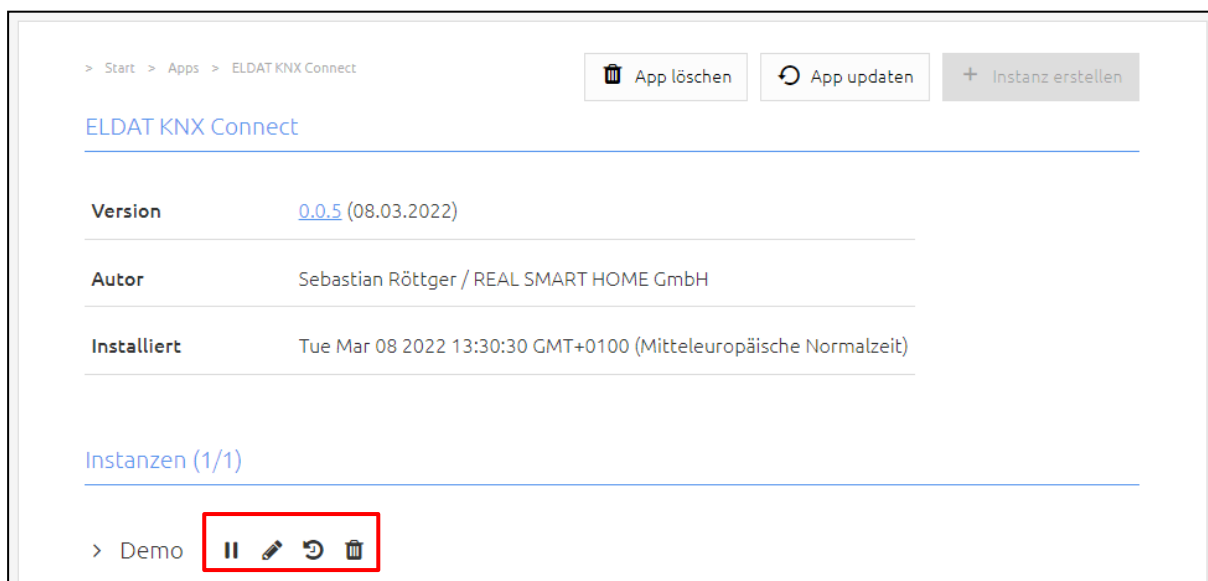 > Start > Apps > ELDAT KNX Connect
App löschen
App updaten
+ Instanz erstellen
ELDAT KNX Connect
Version 0.0.5 (08.03.2022)
Autor Sebastian Röttger / REAL SMART HOME GmbH
Installiert Tue Mar 08 2022 13:30:30 GMT+0100 (Mitteleuropäische Normalzeit)
Instanzen (1/1)
> Demo